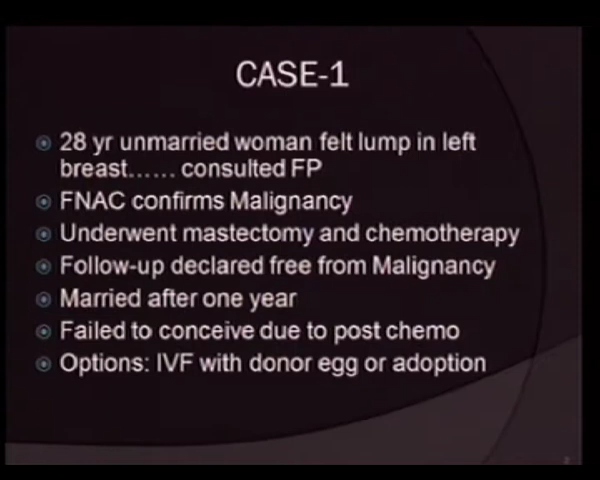 CASE-1
28 yr unmarried woman felt lump in left
breast...... consulted FP
FNAC confirms Malignancy
Underwent mastectomy and chemotherapy
Follow-up declared free from Malignancy
Married after one year
Failed to conceive due to post chemo
Options: IVF with donor egg or adoption